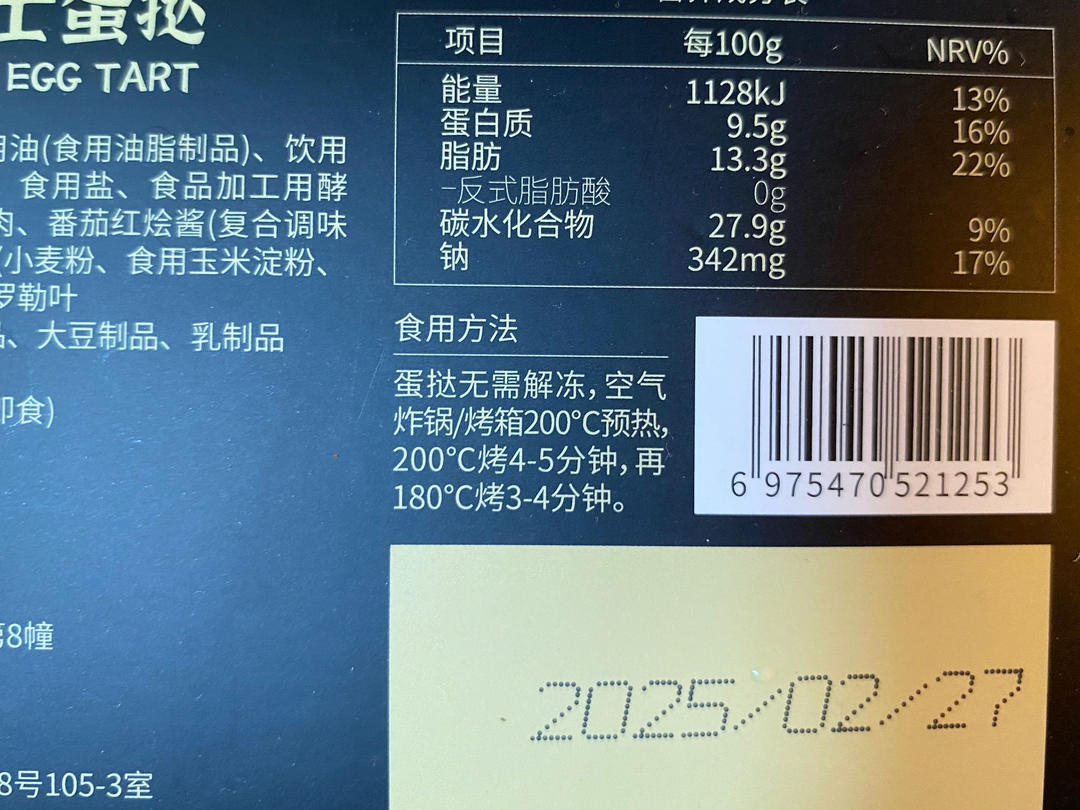 蛋挞
EGG TART
油(食用油脂制品)、饮用
食用盐、食品加工用酵
、番茄红烩酱(复合调味
(小麦粉、食用玉米淀粉、
罗勒叶
、大豆制品、乳制品
即食)
第8幢
8号105-3室
项目 每100g NRV%
能量 1128kJ 13%
蛋白质 9.5g 16%
脂肪 13.3g 22%
-反式脂肪酸 0g
碳水化合物 27.9g 9%
钠 342mg 17%
食用方法
蛋挞无需解冻,空气
炸锅/烤箱200℃预热,
200℃烤4-5分钟,再
180℃烤3-4分钟。
6 975470 521253
2025/02/27